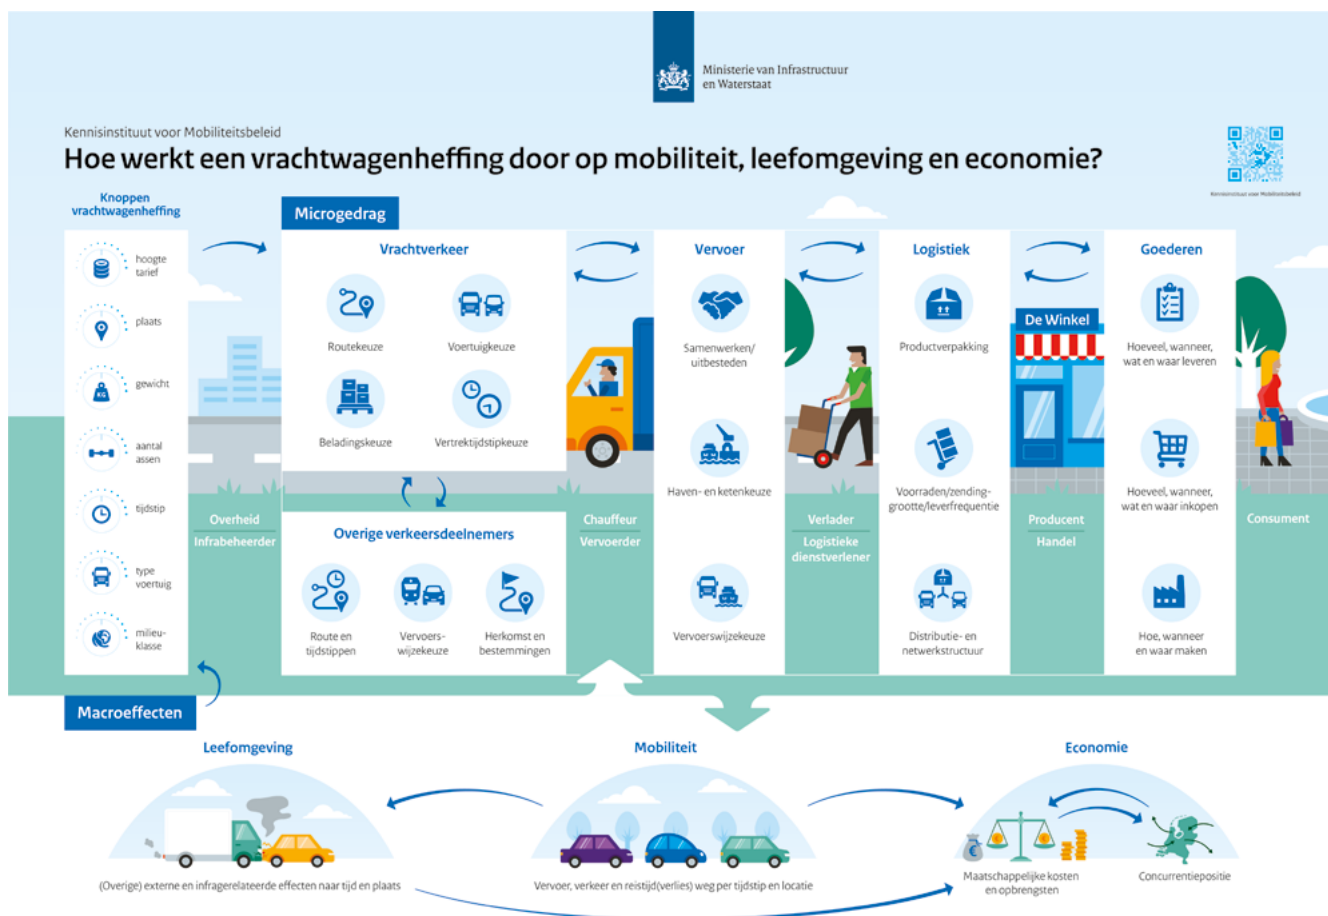 Ministerie van Infrastructuur
en Waterstaat
Kennisinstituut voor Mobiliteitsbeleid
Hoe werkt een vrachtwagenheffing door op mobiliteit, leefomgeving en economie?
Kennisinstituut voor Mobiliteitsbeleid
Knoppen
vrachtwagenheffing
hoogte
tarief
plaats
KG
gewicht
aantal
assen
tijdstip
type
voertuig
milieu-
klasse
Overheid
Infrabeheerder
Microgedrag
Vrachtverkeer
Routekeuze
Voertuigkeuze
Beladingskeuze
Vertrektijdstipkeuze
Overige verkeersdeelnemers
Route en
tijdstippen
Vervoers-
wijzekeuze
Herkomst en
bestemmingen
Chauffeur
Vervoerder
Vervoer
Samenwerken/
uitbesteden
Haven- en ketenkeuze
Vervoerswijzekeuze
Verlader
Logistieke
dienstverlener
Logistiek
Productverpakking
Voorraden/zending-
grootte/leverfrequentie
Distributie- en
netwerkstructuur
De Winkel
Producent
Handel
Goederen
Hoeveel, wanneer,
wat en waar leveren
Hoeveel, wanneer,
wat en waar inkopen
Hoe, wanneer
en waar maken
Consument
Macroeffecten
Leefomgeving
(Overige) externe en infragerelateerde effecten naar tijd en plaats
Mobiliteit
Vervoer, verkeer en reistijd(verlies) weg per tijdstip en locatie
Economie
€
€
€
Maatschappelijke kosten
en opbrengsten
Concurrentiepositie